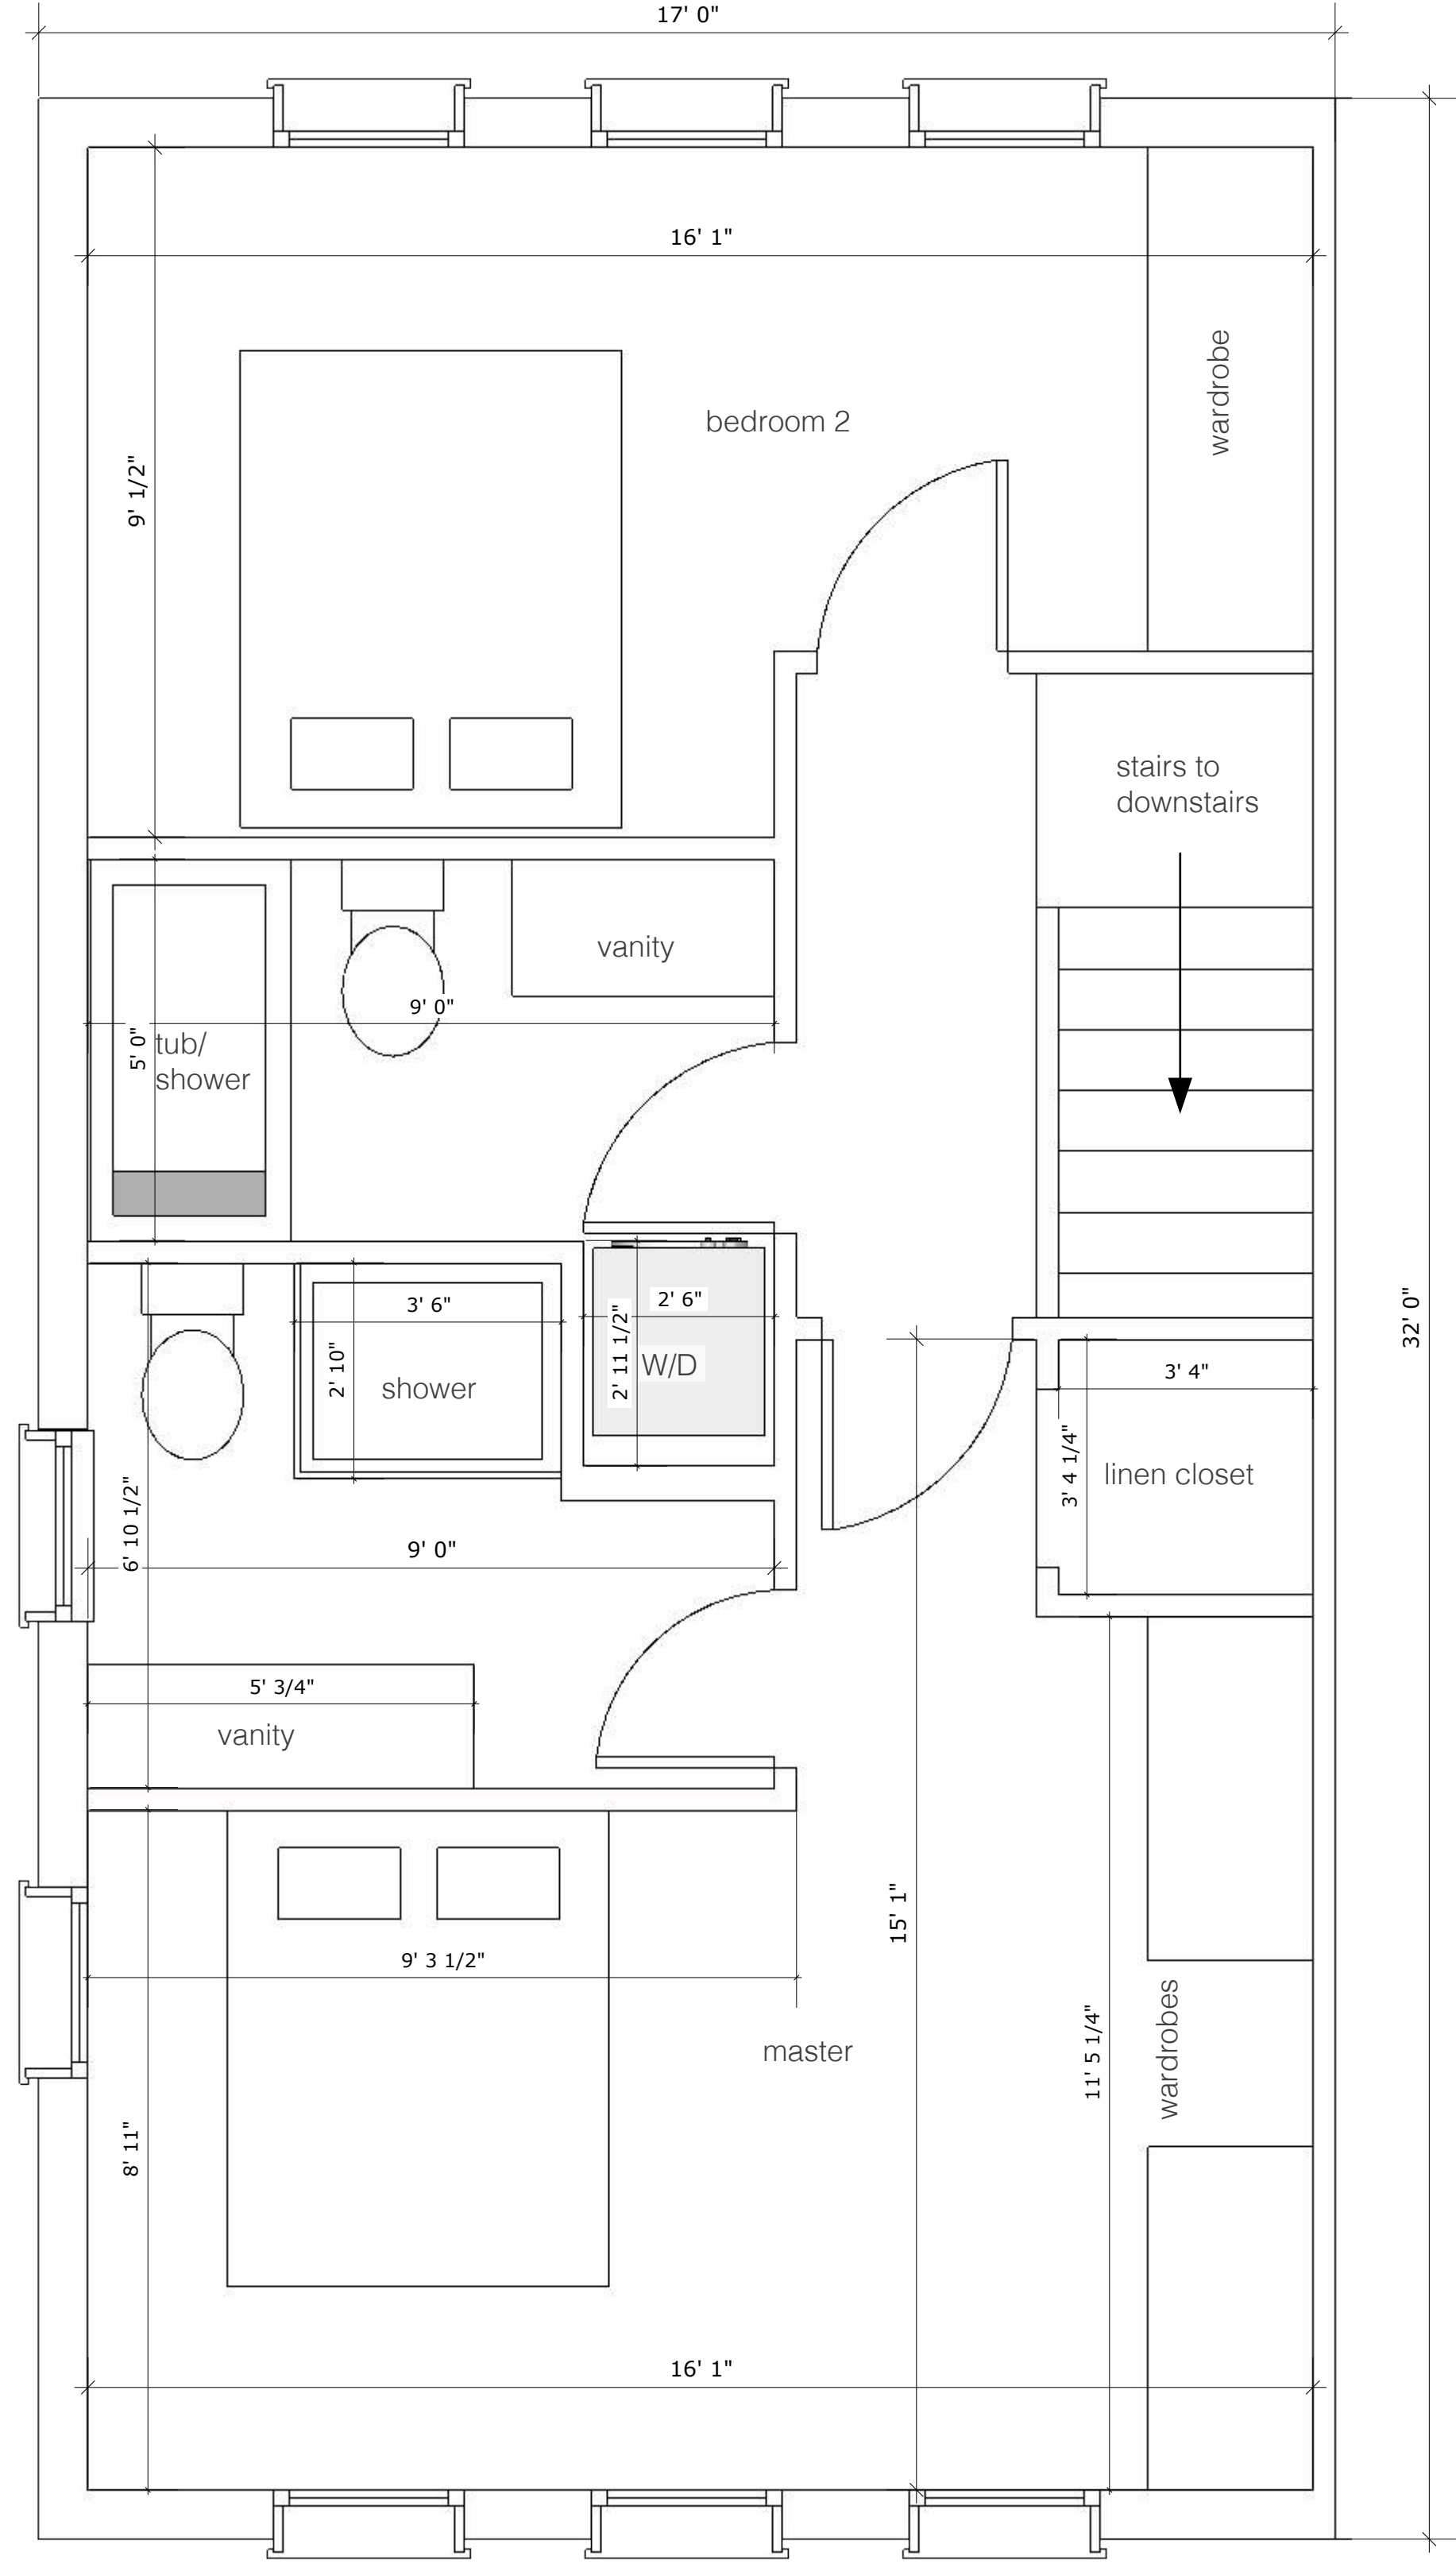 17' 0"
16' 1"
wardrobe
bedroom 2
9' 1/2"
stairs to
downstairs
vanity
9' 0"
5' 0"
tub/
shower
32' 0"
3' 6"
2' 6"
2' 10"
2' 11 1/2"
W/D
shower
3' 4"
3' 4 1/4"
linen closet
6' 10 1/2"
9' 0"
5' 3/4"
vanity
15' 1"
9' 3 1/2"
master
11' 5 1/4"
wardrobes
8' 11"
16' 1"